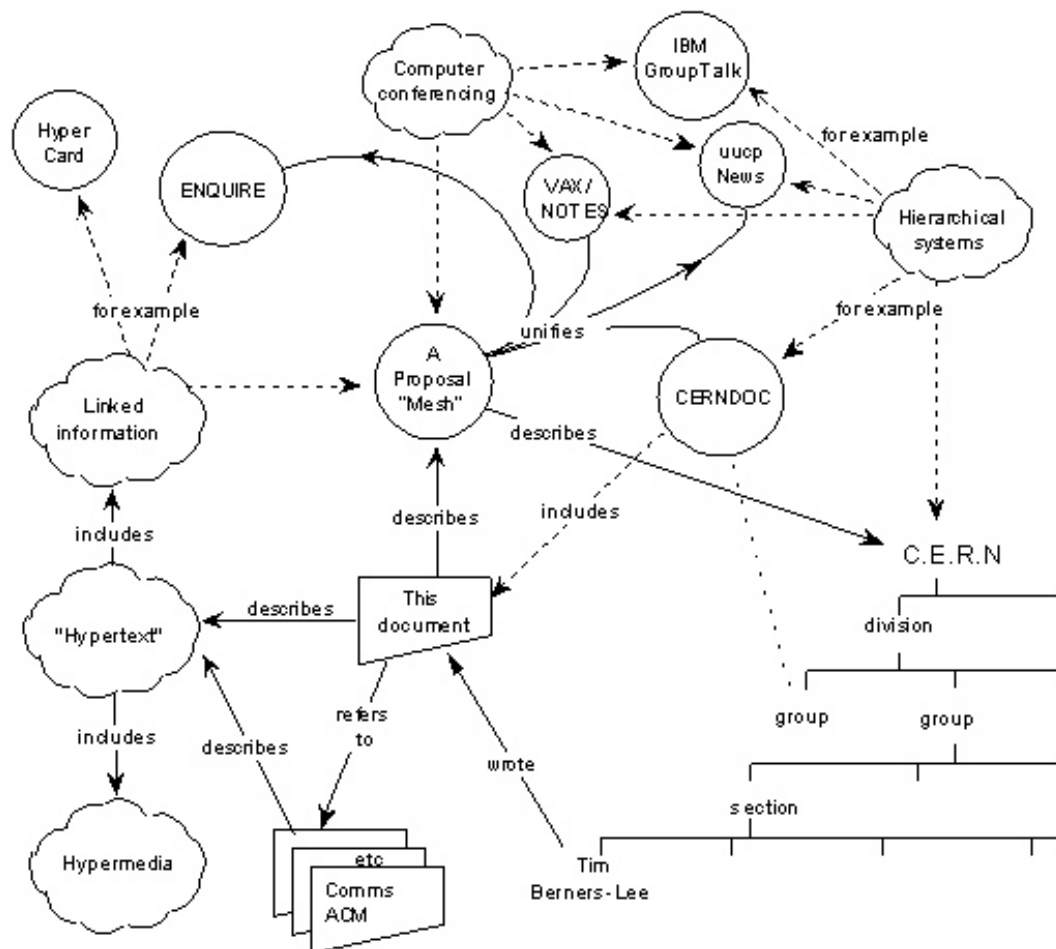 IBM
GroupTalk
Computer
conferencing
Hyper
Card
for example
uucp
News
ENQUIRE
VAX/
NOTES
Hierarchical
systems
for example
for example
unifies
A
Proposal
"Mesh"
CERNDOC
Linked
information
describes
includes
describes
includes
C.E.R.N
This
document
describes
"Hypertext"
division
refers
to
group
group
includes
describes
wrote
section
Hypermedia
etc
Comms
ACM
Tim
Berners-Lee